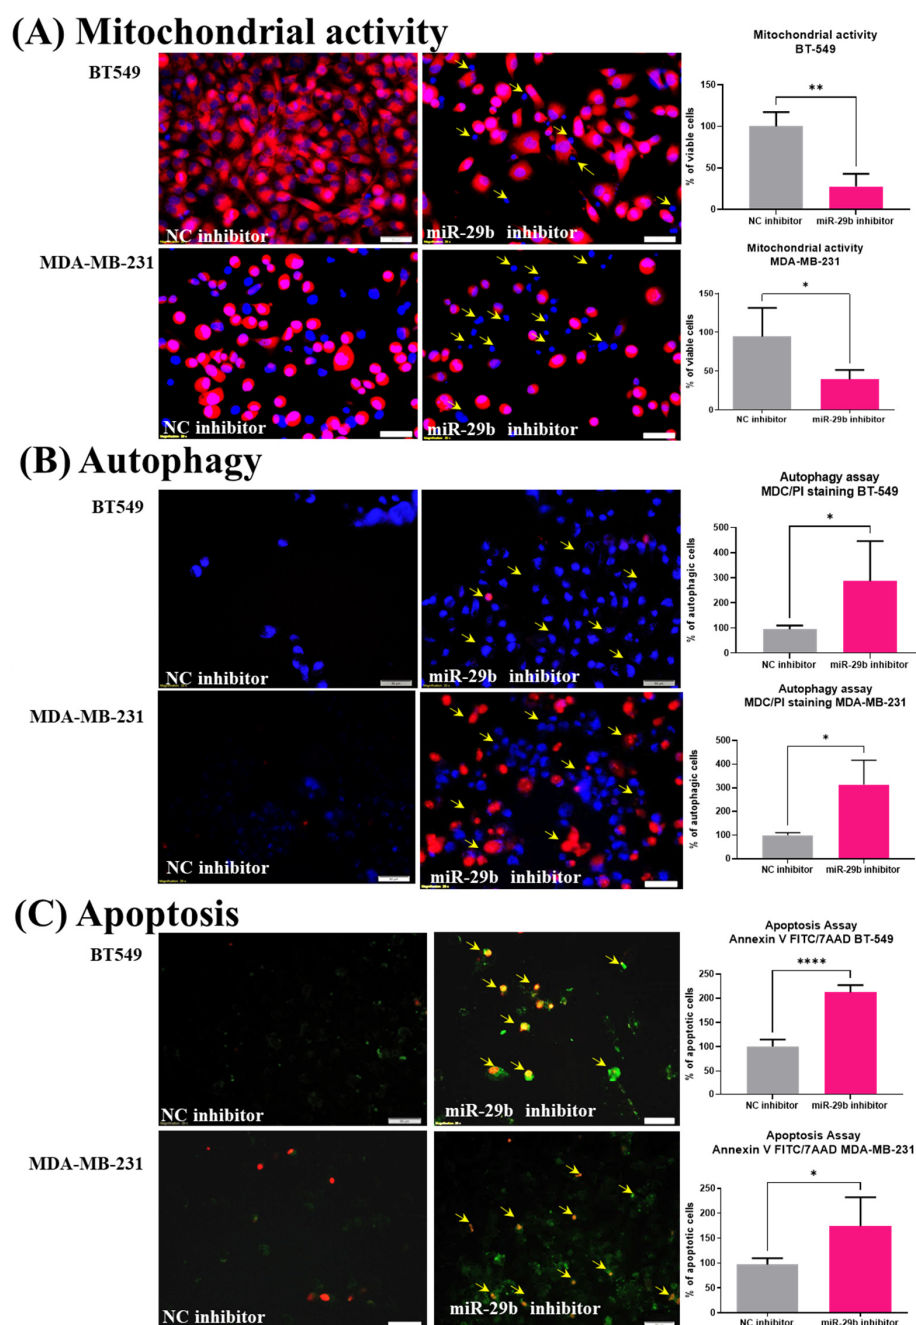 (A) Mitochondrial activity
BT549
NC inhibitor
miR-29b inhibitor
Mitochondrial activity
BT-549
% of viable cells
150
100
50
0
**
NC inhibitor
miR-29b inhibitor
MDA-MB-231
NC inhibitor
miR-29b inhibitor
Mitochondrial activity
MDA-MB-231
% of viable cells
150
100
50
0
*
NC inhibitor
miR-29b inhibitor
(B) Autophagy
BT549
NC inhibitor
miR-29b inhibitor
Autophagy assay
MDC/PI staining BT-549
% of autophagic cells
500
400
300
200
100
0
*
NC inhibitor
miR-29b inhibitor
MDA-MB-231
NC inhibitor
miR-29b inhibitor
Autophagy assay
MDC/PI staining MDA-MB-231
% of autophagic cells
500
400
300
200
100
0
*
NC inhibitor
miR-29b inhibitor
(C) Apoptosis
BT549
NC inhibitor
miR-29b inhibitor
Apoptosis Assay
Annexin V FITC/7AAD BT-549
% of apoptotic cells
250
200
150
100
50
0
****
NC inhibitor
miR-29b inhibitor
MDA-MB-231
NC inhibitor
miR-29b inhibitor
Apoptosis Assay
Annexin V FITC/7AAD MDA-MB-231
% of apoptotic cells
250
200
150
100
50
0
*
NC inhibitor
miR-29b inhibitor